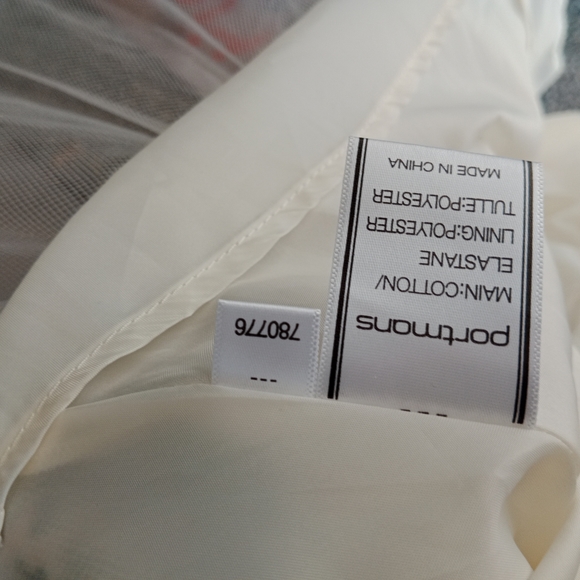 portmans
MAIN:COTTON/
ELASTANE
LINING:POLYESTER
TULLE:POLYESTER
MADE IN CHINA
780776